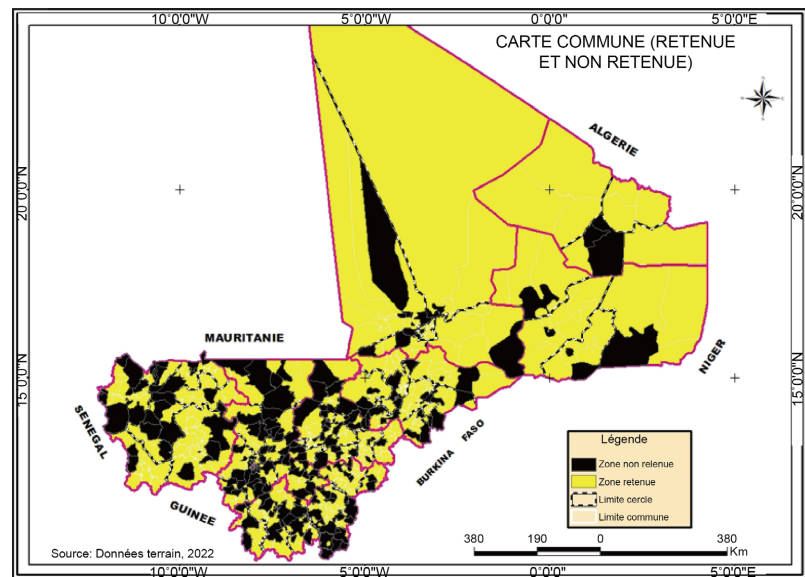 10°0'0"W 5°0'0"W 0°0'0" 5°0'0"E
CARTE COMMUNE (RETENUE
ET NON RETENUE)
ALGERIE
20°0'0"N
20°0'0"N
MAURITANIE
NIGER
15°0'0"N
15°0'0"N
SENEGAL
BURKINA FASO
GUINEE
Légende
Zone non relenue
Zone retenue
Limite cercle
Limite commune
380 190 0 380
Km
Source: Données terrain, 2022
10°0'0"W 5°0'0"W 0°0'0" 5°0'0"E